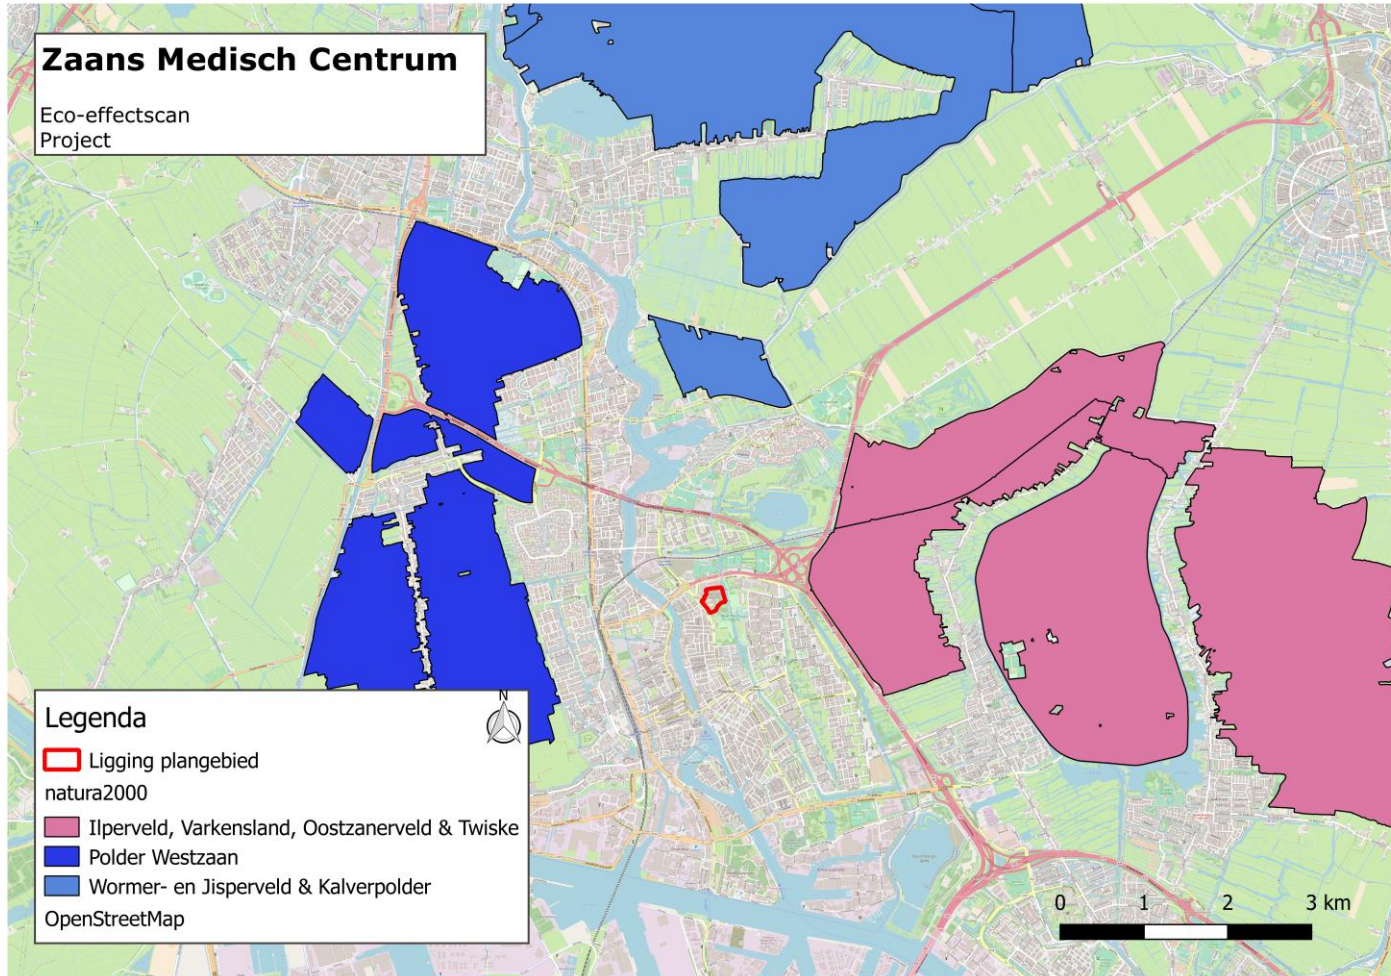 Zaans Medisch Centrum
Eco-effectscan
Project
Legenda
N
Ligging plangebied
natura2000
Ilperveld, Varkensland, Oostzanerveld & Twiske
Polder Westzaan
Wormer- en Jisperveld & Kalverpolder
OpenStreetMap
0 1 2 3 km